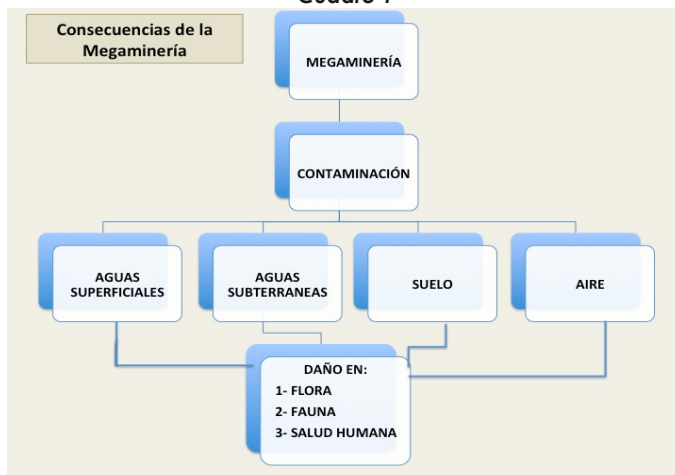 Consecuencias de la
Megaminería
MEGAMINERÍA
CONTAMINACIÓN
AGUAS
SUPERFICIALES
AGUAS
SUBTERRANEAS
SUELO
AIRE
DAÑO EN:
1- FLORA
2- FAUNA
3- SALUD HUMANA